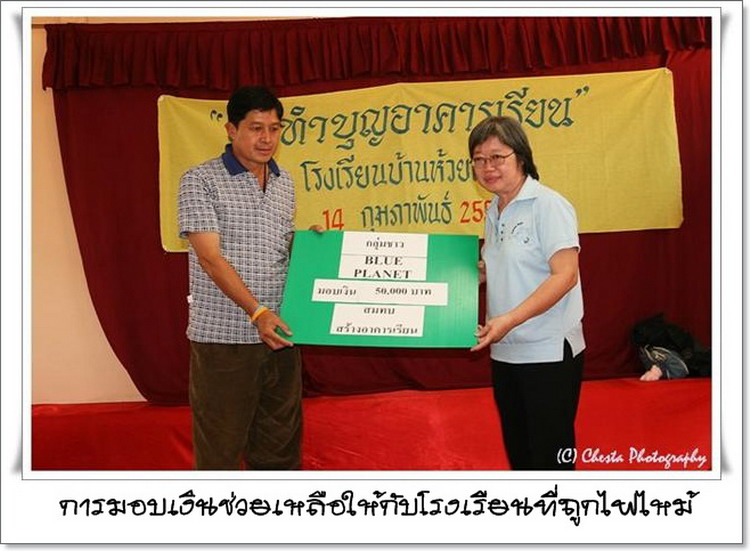 ทำบุญอาคารเรียน”
โรงเรียนบ้านห้วย
14 กุมภาพันธ์
กลุ่มชาว
BLUE
PLANET
มอบเงิน 50,000 บาท
สมทบ
สร้างอาคารเรียน
(C) Chesta Photography
การมอบเงินช่วยเหลือให้กับโรงเรียนที่ถูกไฟไหม้